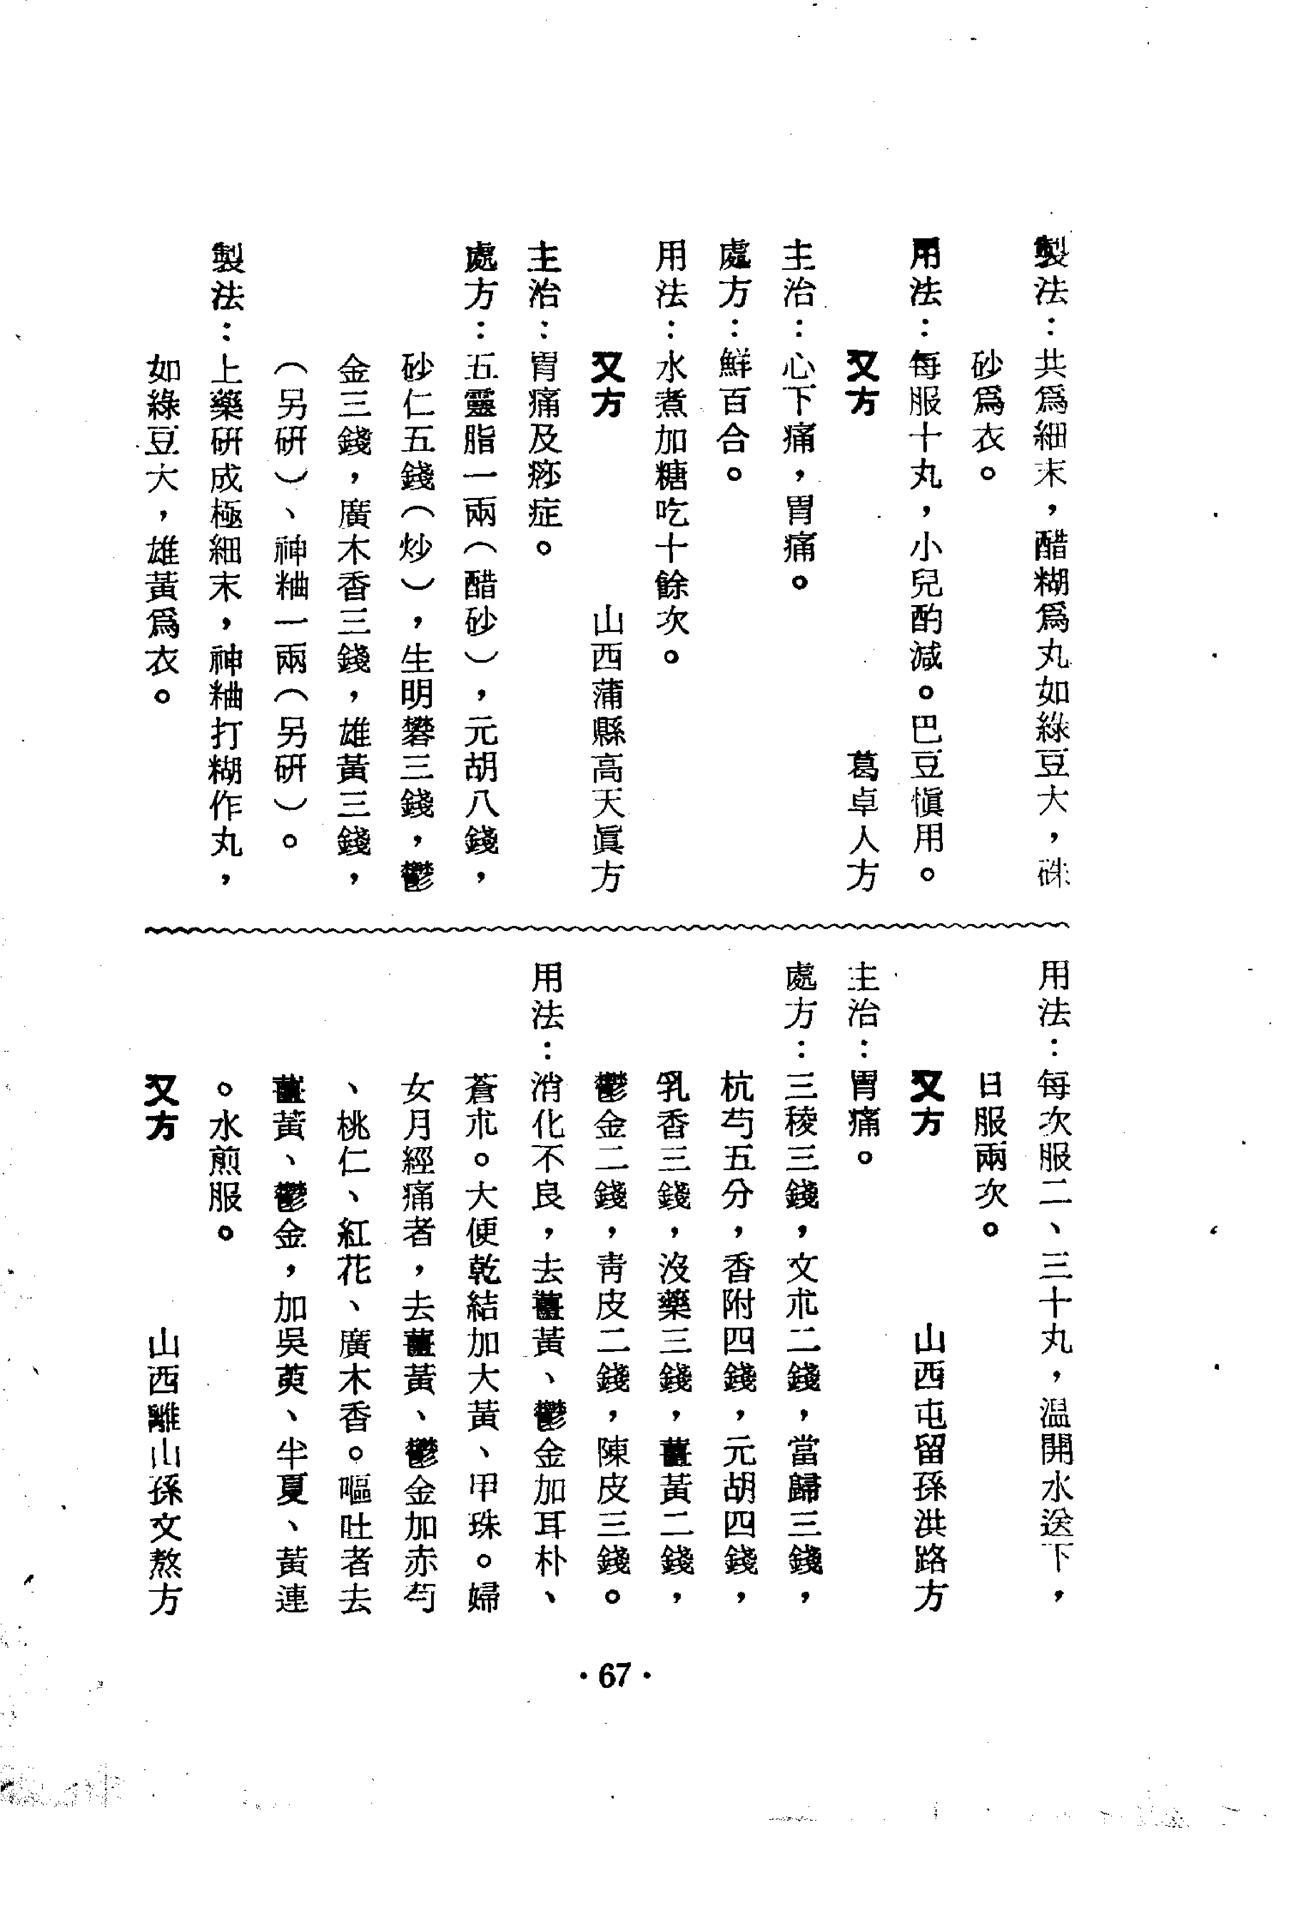 製法：共爲細末，醋糊爲丸如綠豆大，硃
砂爲衣。
用法：每服十丸，小兒酌減。巴豆愼用。
又方　葛卓人方
主治：心下痛，胃痛。
處方：鮮百合。
用法：水煮加糖吃十餘次。
又方　山西蒲縣高天眞方
主治：胃痛及痧症。
處方：五靈脂一兩（醋砂），元胡八錢，
砂仁五錢（炒），生明礬三錢，鬱
金三錢，廣木香三錢，雄黃三錢，
（另硏）、神粬一兩（另硏）。
製法：上藥硏成極細末，神粬打糊作丸，
如綠豆大，雄黃爲衣。
用法：每次服二、三十丸，溫開水送下，
日服兩次。
又方　山西屯留孫洪路方
主治：胃痛。
處方：三稜三錢，文朮二錢，當歸三錢，
杭芍五分，香附四錢，元胡四錢，
乳香三錢，沒藥三錢，薑黃二錢，
鬱金二錢，靑皮二錢，陳皮三錢。
用法：消化不良，去薑黃、鬱金加耳朴、
蒼朮。大便乾結加大黃、甲珠。婦
女月經痛者，去薑黃、鬱金加赤芍
、桃仁、紅花、廣木香。嘔吐者去
薑黃、鬱金，加吳萸、半夏、黃連
。水煎服。
又方　山西離山孫文熬方
·67·